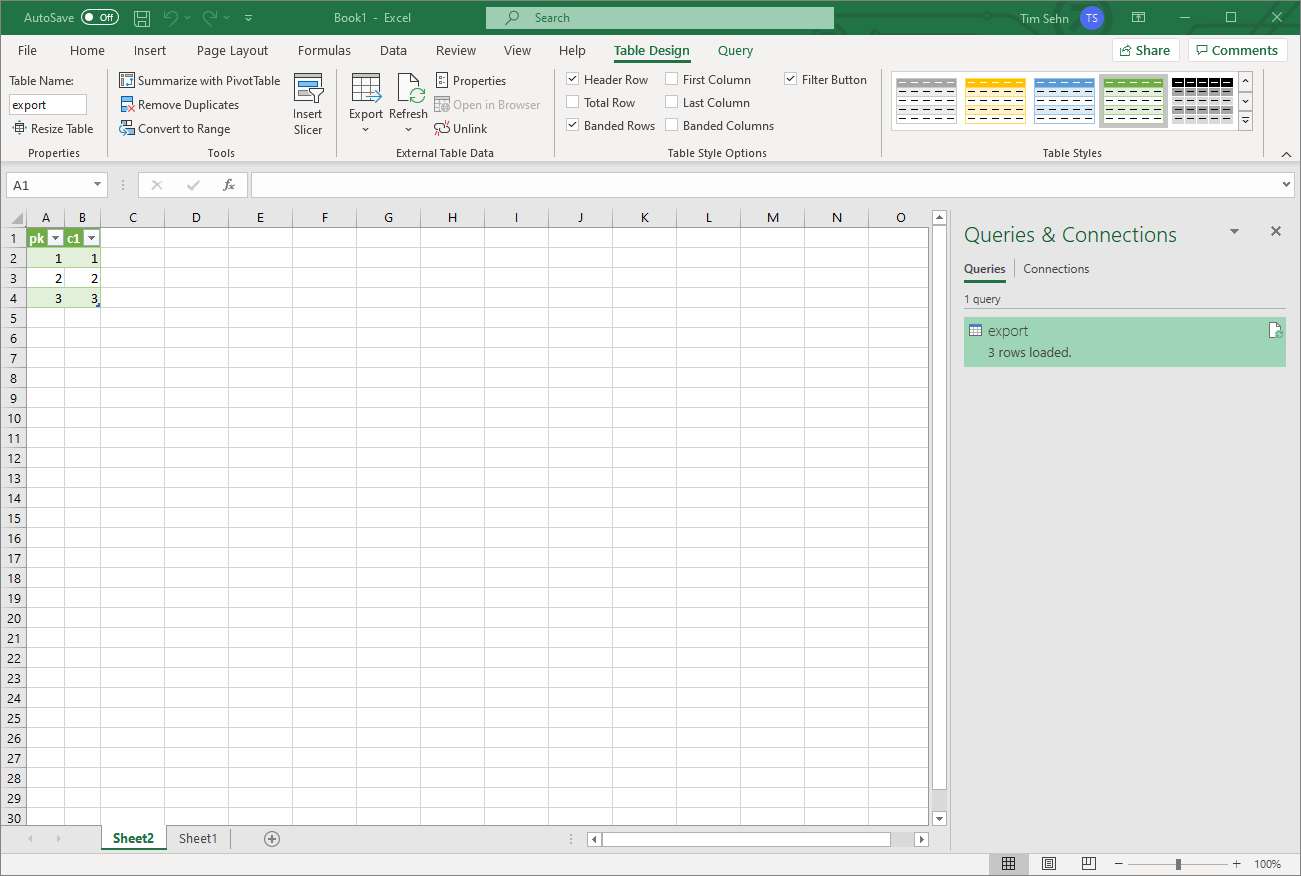 AutoSave Off Book1 - Excel Search Tim Sehn TS
File Home Insert Page Layout Formulas Data Review View Help Table Design Query Share Comments
Table Name:
export
Resize Table
Properties
Summarize with PivotTable
Remove Duplicates
Convert to Range
Insert
Slicer
Tools
Export
Refresh
Properties
Open in Browser
Unlink
External Table Data
Header Row First Column Filter Button
Total Row Last Column
Banded Rows Banded Columns
Table Style Options
Table Styles
A1 fx
A B C D E F G H I J K L M N O
1 pk c1
2 1 1
3 2 2
4 3 3
5
6
7
8
9
10
11
12
13
14
15
16
17
18
19
20
21
22
23
24
25
26
27
28
29
30
Queries & Connections
Queries Connections
1 query
export
3 rows loaded.
Sheet2 Sheet1
100%